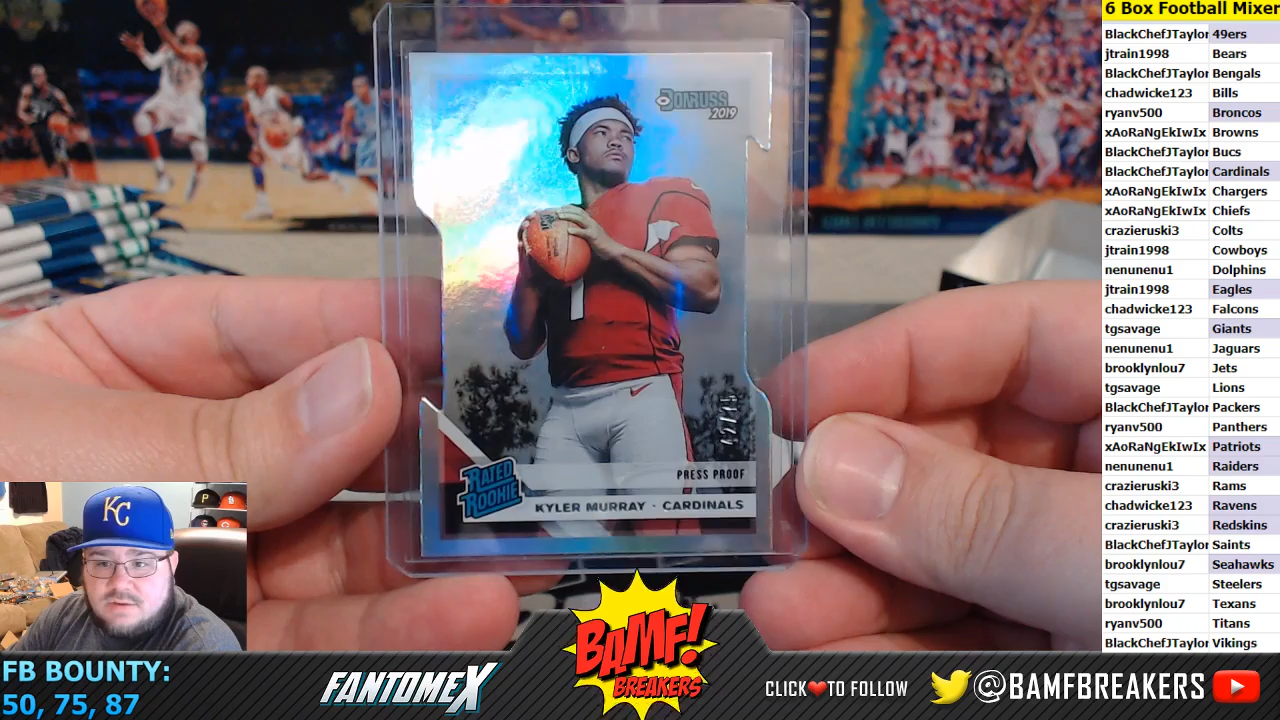 6 Box Football Mixer
BlackChefJTaylor 49ers
jtrain1998 Bears
BlackChefJTaylor Bengals
chadwicke123 Bills
ryanv500 Broncos
xAoRaNgEkIwIx Browns
BlackChefJTaylor Bucs
BlackChefJTaylor Cardinals
xAoRaNgEkIwIx Chargers
xAoRaNgEkIwIx Chiefs
crazieruski3 Colts
jtrain1998 Cowboys
nenunenu1 Dolphins
jtrain1998 Eagles
chadwicke123 Falcons
tgsavage Giants
nenunenu1 Jaguars
brooklynlou7 Jets
tgsavage Lions
BlackChefJTaylor Packers
ryanv500 Panthers
xAoRaNgEkIwIx Patriots
nenunenu1 Raiders
crazieruski3 Rams
chadwicke123 Ravens
crazieruski3 Redskins
BlackChefJTaylor Saints
brooklynlou7 Seahawks
tgsavage Steelers
brooklynlou7 Texans
ryanv500 Titans
BlackChefJTaylor Vikings
DONRUSS
2019
1
42/75
PRESS PROOF
RATED
ROOKIE
KYLER MURRAY · CARDINALS
KC
P
FB BOUNTY:
50, 75, 87
FANTOMEX
BAMF!
BREAKERS
CLICK TO FOLLOW
@BAMFBREAKERS